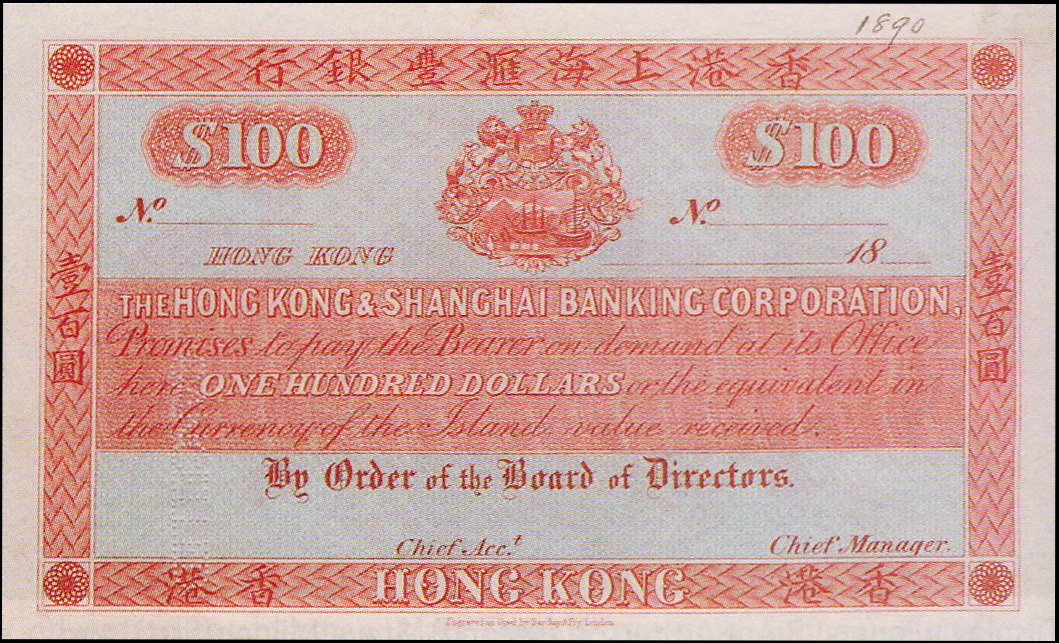 1890
行銀豐滙海上港香
$100 $100
No. No.
HONG KONG 18
壹百圓 壹百圓
THE HONG KONG & SHANGHAI BANKING CORPORATION,
Promises to pay the Bearer on demand at its Office
here ONE HUNDRED DOLLARS or the equivalent in
the Currency of the Island value received.
By Order of the Board of Directors.
Chief Acc.t Chief Manager.
港香 HONG KONG 港香
Barclay & Fry London